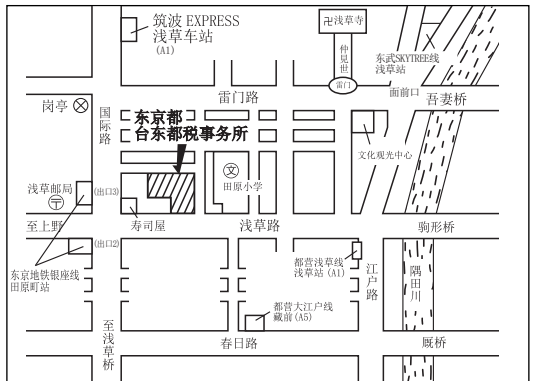 筑波 EXPRESS
浅草车站
(A1)
卍浅草寺
仲见世
雷门
东武SKYTREE线
浅草站
面前口
岗亭
国际路
雷门路
吾妻桥
东京都
台东都税事务所
文化观光中心
文
田原小学
浅草邮局
〒
(出口3)
寿司屋
至上野
浅草路
驹形桥
(出口2)
东京地铁银座线
田原町站
都营浅草线
浅草站(A1)
江户路
隅田川
都营大江户线
藏前(A5)
至浅草桥
春日路
厩桥